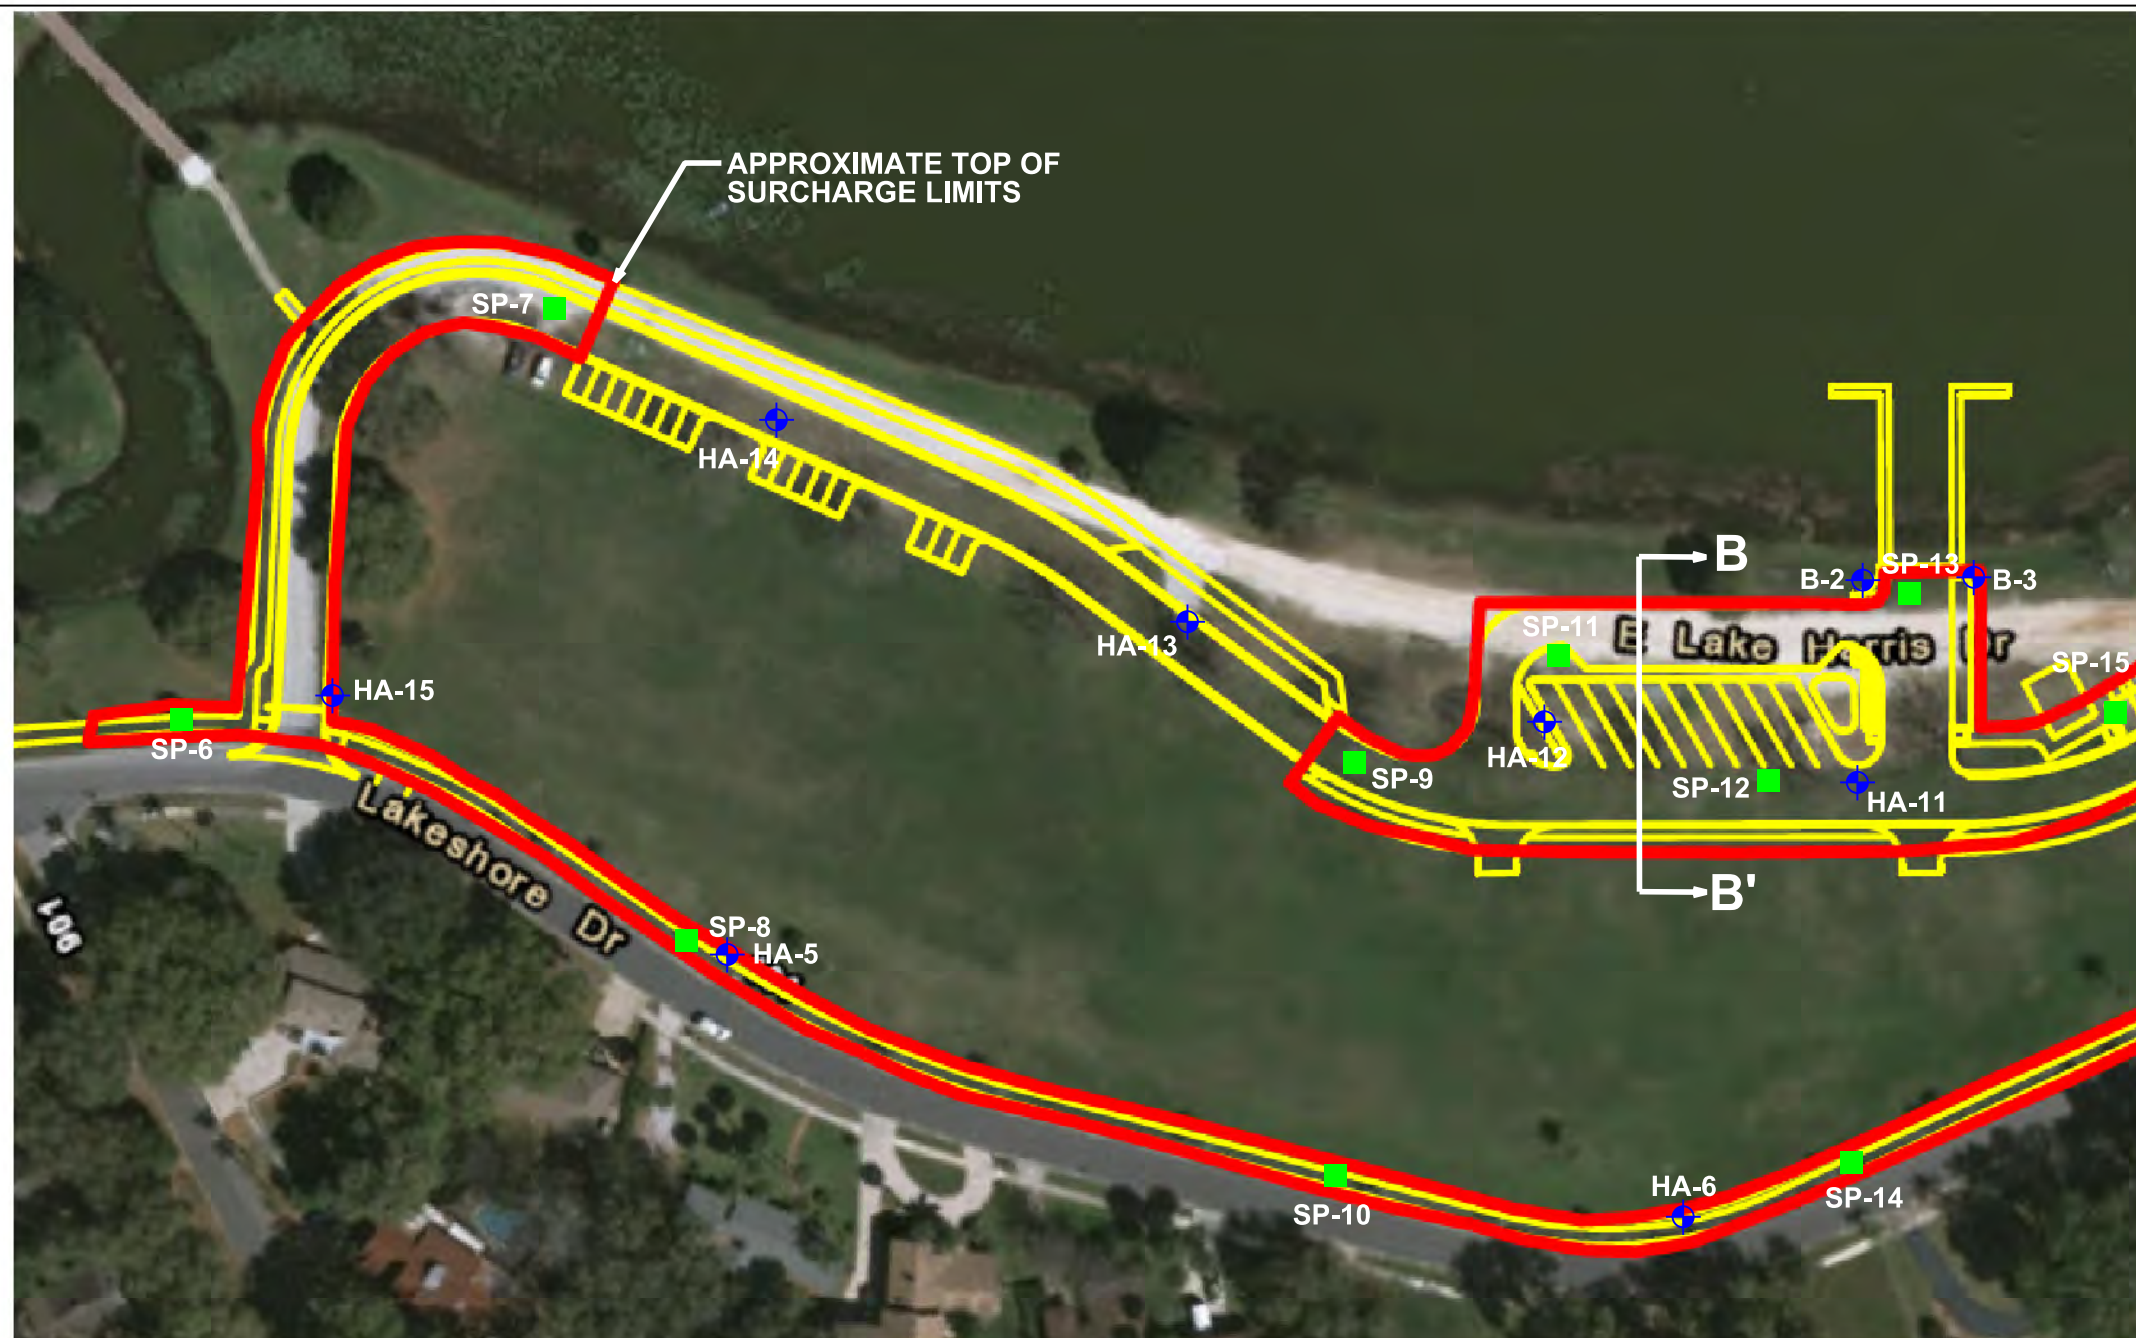 APPROXIMATE TOP OF
SURCHARGE LIMITS
SP-7
HA-14
B
SP-13
B-2
B-3
SP-11
E Lake Harris Dr
HA-13
SP-15
HA-15
SP-6
HA-12
SP-9
SP-12
HA-11
Lakeshore Dr
B'
901
SP-8
HA-5
HA-6
SP-14
SP-10